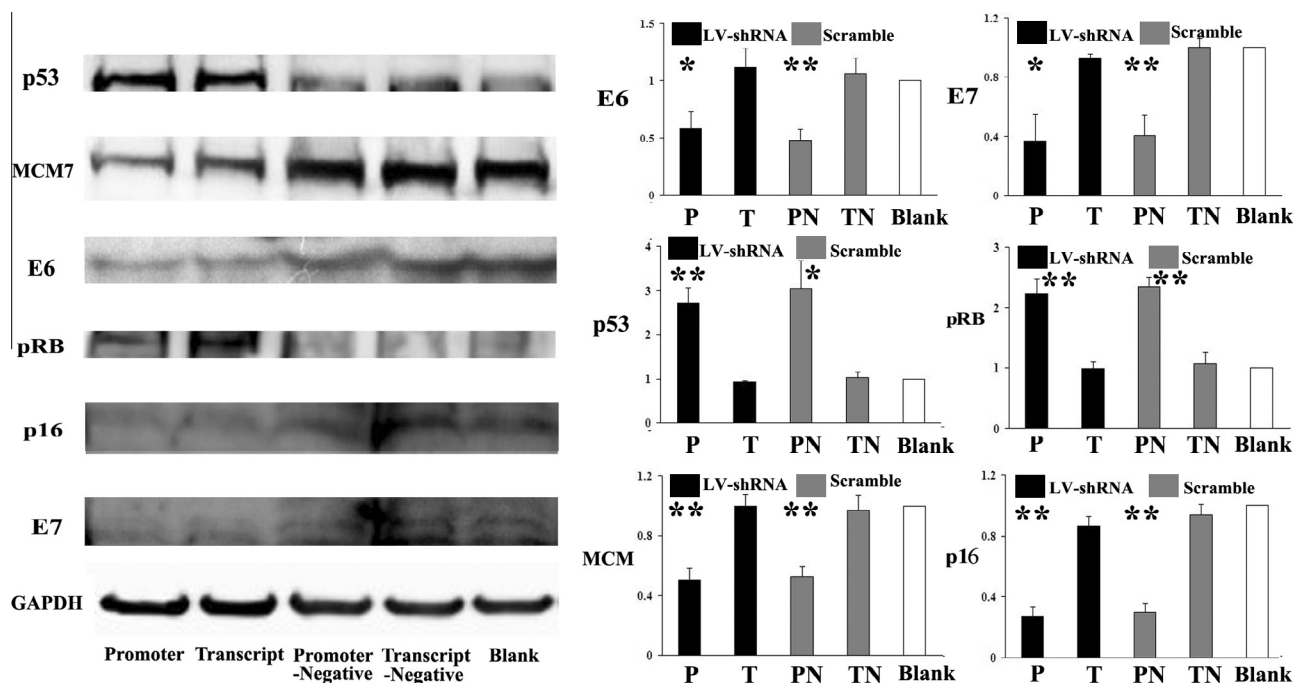 p53
MCM7
E6
pRB
p16
E7
GAPDH
Promoter Transcript Promoter -Negative Transcript -Negative Blank
1.5
1
0.5
0
E6
LV-shRNA Scramble
* **
P T PN TN Blank
1.2
0.8
0.4
0
E7
LV-shRNA Scramble
* **
P T PN TN Blank
4
3
2
1
0
p53
LV-shRNA Scramble
** *
P T PN TN Blank
3
2
1
0
pRB
LV-shRNA Scramble
** **
P T PN TN Blank
1.2
0.8
0.4
0
MCM
LV-shRNA Scramble
** **
P T PN TN Blank
1.2
0.8
0.4
0
p16
LV-shRNA Scramble
** **
P T PN TN Blank